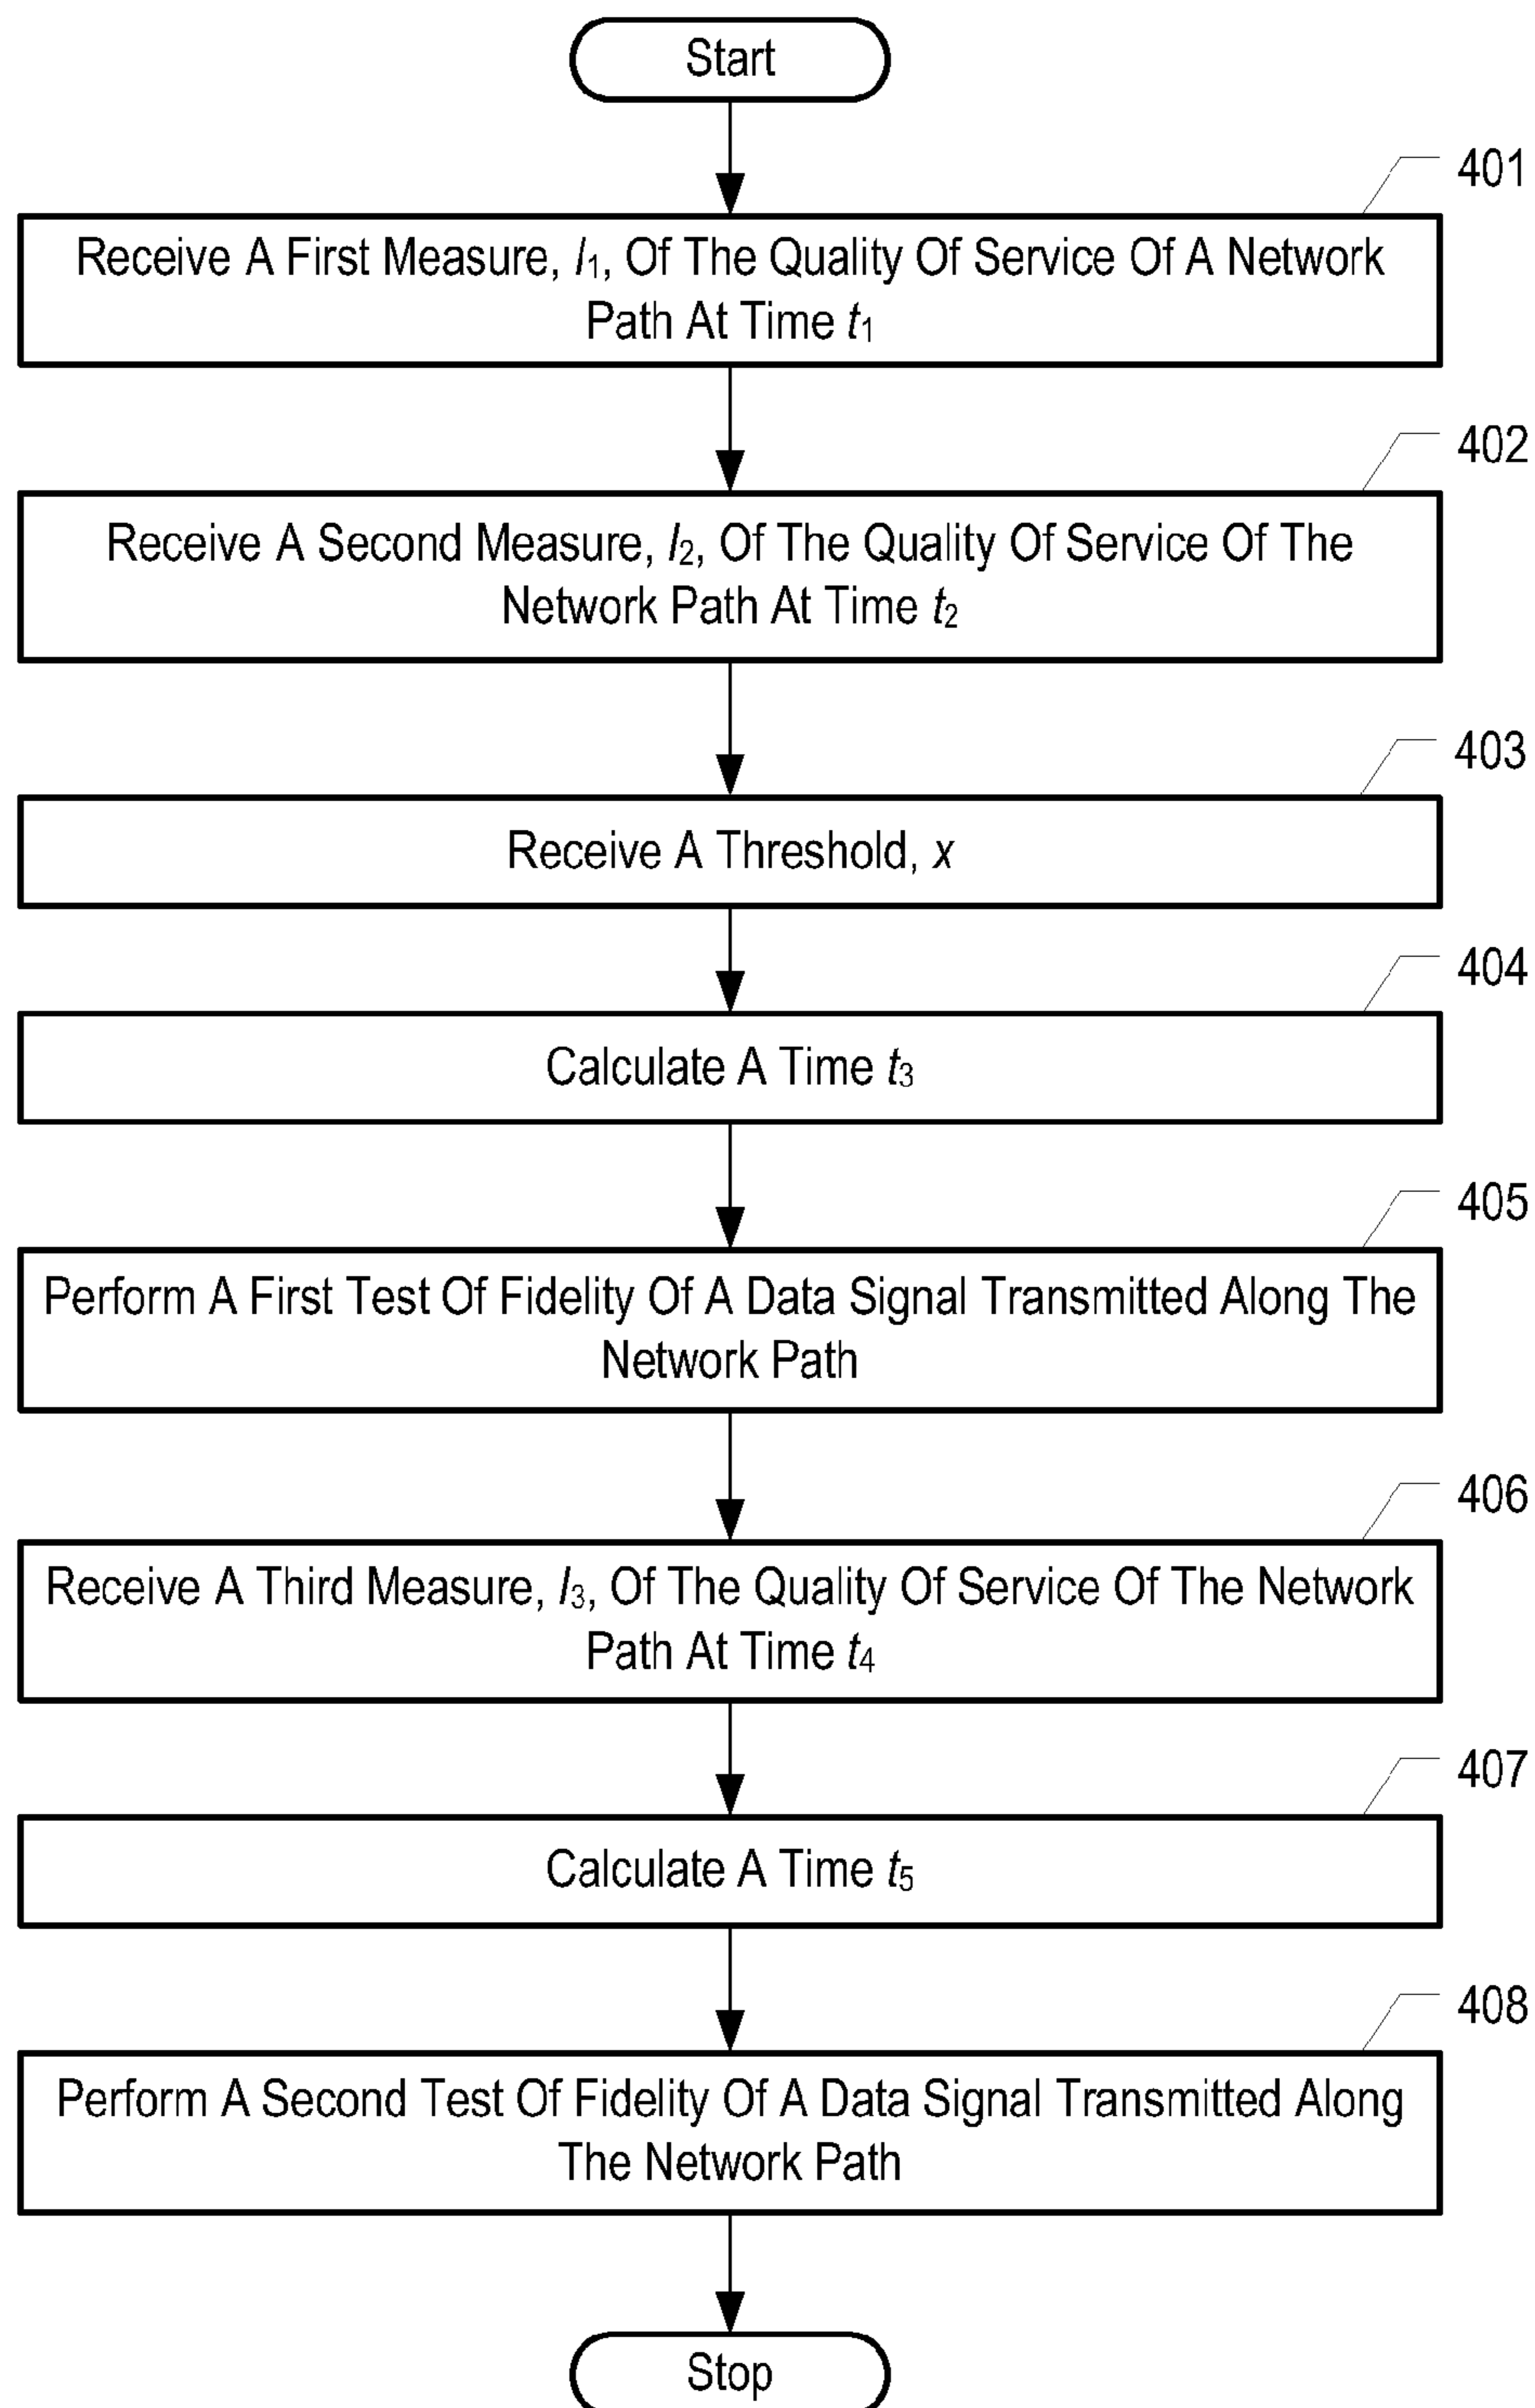 Start
401
Receive A First Measure, l₁, Of The Quality Of Service Of A Network
Path At Time t₁
402
Receive A Second Measure, l₂, Of The Quality Of Service Of The
Network Path At Time t₂
403
Receive A Threshold, x
404
Calculate A Time t₃
405
Perform A First Test Of Fidelity Of A Data Signal Transmitted Along The
Network Path
406
Receive A Third Measure, l₃, Of The Quality Of Service Of The Network
Path At Time t₄
407
Calculate A Time t₅
408
Perform A Second Test Of Fidelity Of A Data Signal Transmitted Along
The Network Path
Stop